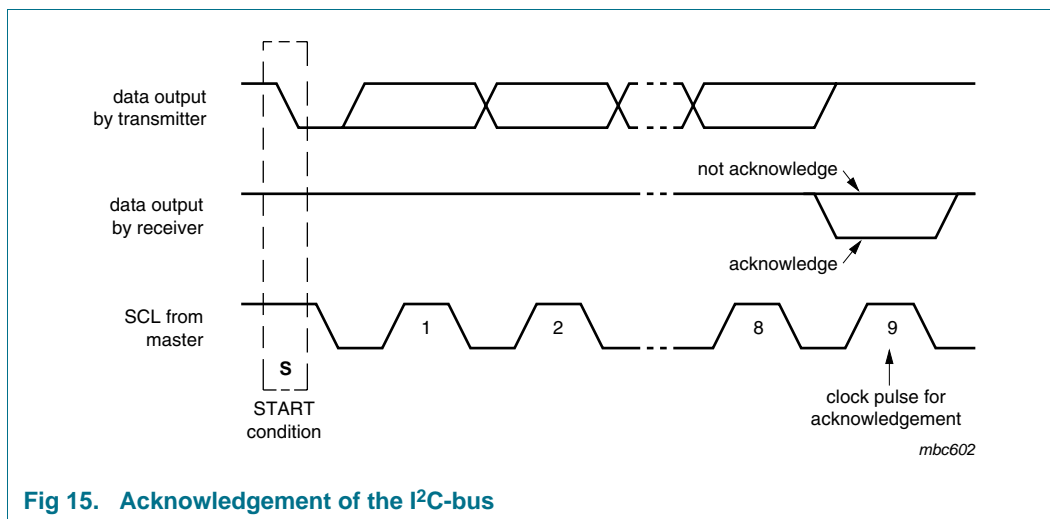 data output
by transmitter
not acknowledge
data output
by receiver
acknowledge
SCL from
master
1
2
8
9
S
START
condition
clock pulse for
acknowledgement
mbc602
Fig 15. Acknowledgement of the I²C-bus